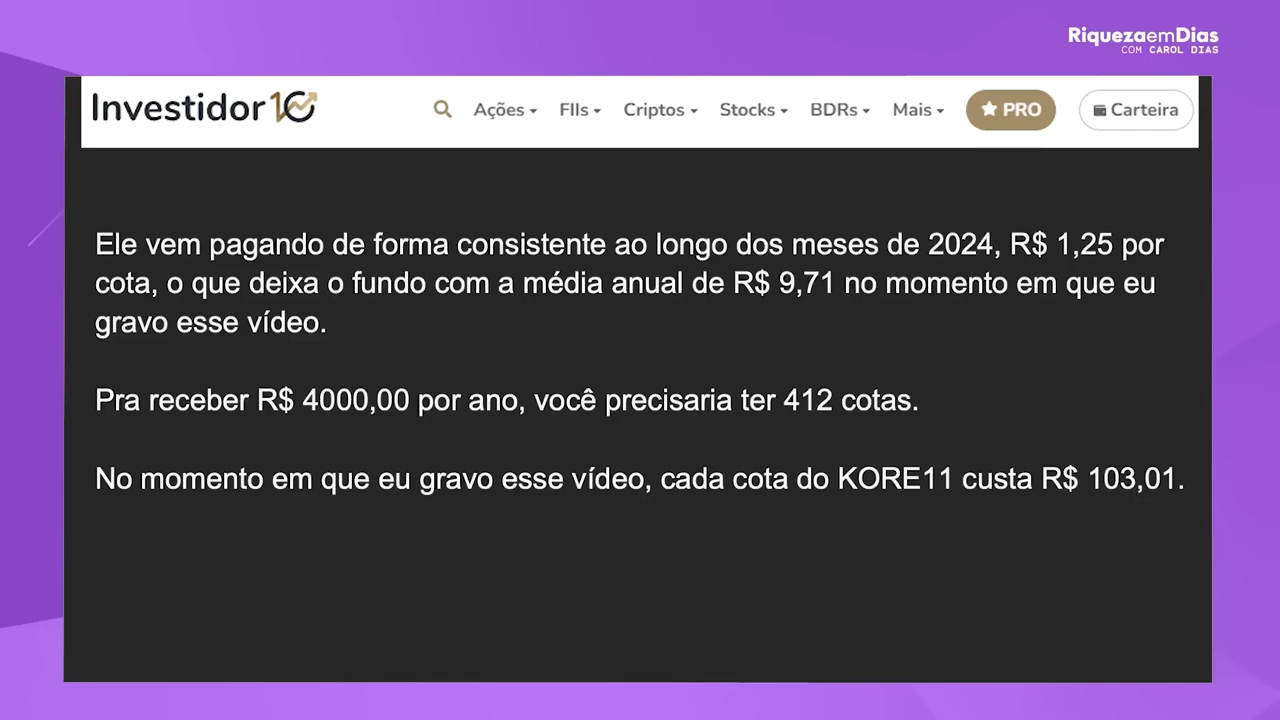 RiquezaemDias
COM CAROL DIAS
Investidor10
Ações
FIIs
Criptos
Stocks
BDRs
Mais
PRO
Carteira
Ele vem pagando de forma consistente ao longo dos meses de 2024, R$ 1,25 por
cota, o que deixa o fundo com a média anual de R$ 9,71 no momento em que eu
gravo esse vídeo.
Pra receber R$ 4000,00 por ano, você precisaria ter 412 cotas.
No momento em que eu gravo esse vídeo, cada cota do KORE11 custa R$ 103,01.